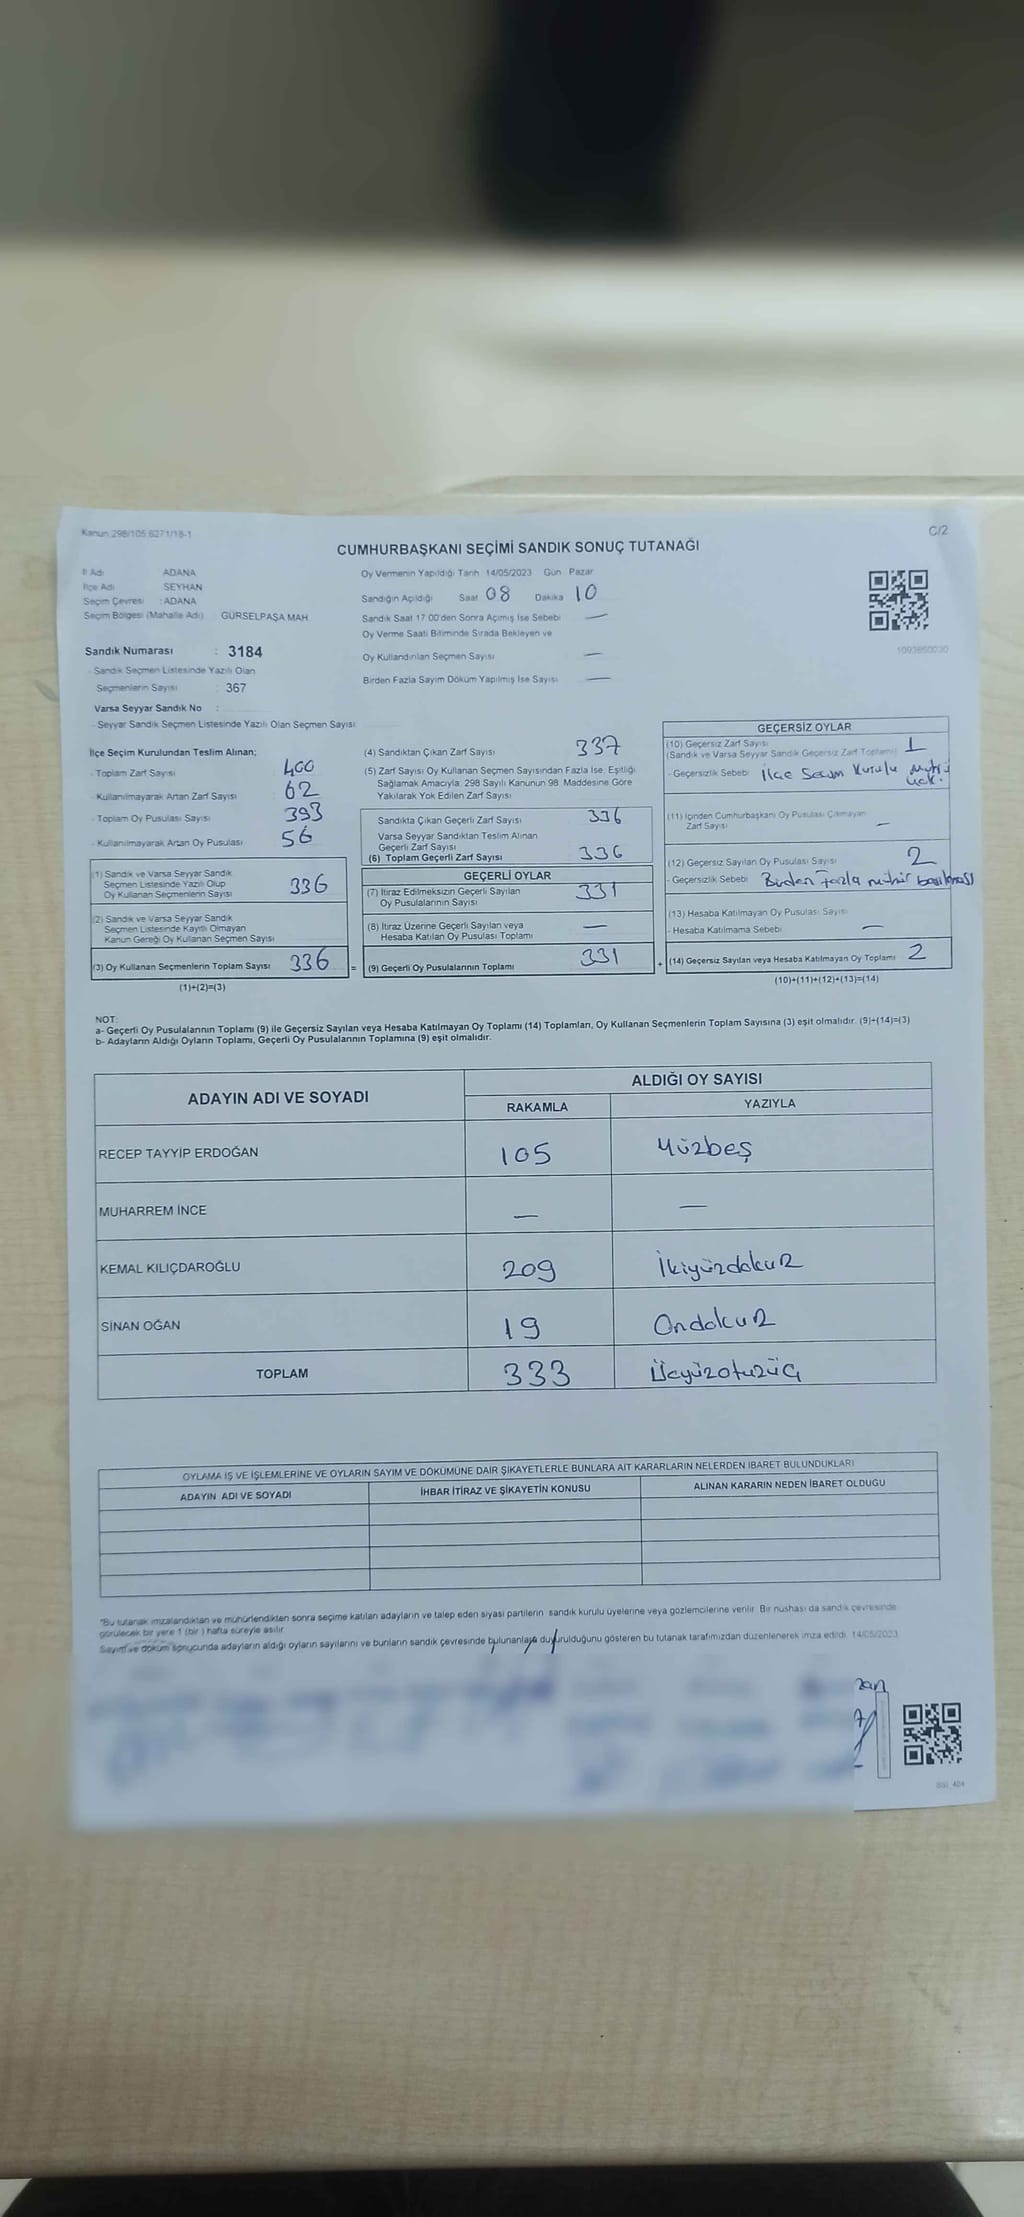 Kanun.298/105.6271/18-1
C/2
CUMHURBAŞKANI SEÇİMİ SANDIK SONUÇ TUTANAĞI
İl Adı ADANA
İlçe Adı SEYHAN
Seçim Çevresi : ADANA
Seçim Bölgesi (Mahalle Adı) GÜRSELPAŞA MAH.
Sandık Numarası : 3184
- Sandık Seçmen Listesinde Yazılı Olan
Seçmenlerin Sayısı : 367
Varsa Seyyar Sandık No :
- Seyyar Sandık Seçmen Listesinde Yazılı Olan Seçmen Sayısı:
Oy Vermenin Yapıldığı Tarih 14/05/2023 Gün Pazar
Sandığın Açıldığı Saat 08 Dakika 10
Sandık Saat 17.00'den Sonra Açımış İse Sebebi —
Oy Verme Saati Bitiminde Sırada Bekleyen ve
Oy Kullandırılan Seçmen Sayısı —
Birden Fazla Sayım Döküm Yapılmış İse Sayısı —
1093860030
İlçe Seçim Kurulundan Teslim Alınan;
- Toplam Zarf Sayısı 400
- Kullanılmayarak Artan Zarf Sayısı 62
- Toplam Oy Pusulası Sayısı 393
- Kullanılmayarak Artan Oy Pusulası 56
(1) Sandık ve Varsa Seyyar Sandık
Seçmen Listesinde Yazılı Olup
Oy Kullanan Seçmenlerin Sayısı 336
(2) Sandık ve Varsa Seyyar Sandık
Seçmen Listesinde Kayıtlı Olmayan
Kanun Gereği Oy Kullanan Seçmen Sayısı
(3) Oy Kullanan Seçmenlerin Toplam Sayısı 336 =
(1)+(2)=(3)
(4) Sandıktan Çıkan Zarf Sayısı 337
(5) Zarf Sayısı Oy Kullanan Seçmen Sayısından Fazla İse, Eşitliği
Sağlamak Amacıyla, 298 Sayılı Kanunun 98. Maddesine Göre
Yakılarak Yok Edilen Zarf Sayısı
Sandıkta Çıkan Geçerli Zarf Sayısı 336
Varsa Seyyar Sandıktan Teslim Alınan
Geçerli Zarf Sayısı
(6) Toplam Geçerli Zarf Sayısı 336
GEÇERLİ OYLAR
(7) İtiraz Edilmeksizin Geçerli Sayılan
Oy Pusulalarının Sayısı 331
(8) İtiraz Üzerine Geçerli Sayılan veya
Hesaba Katılan Oy Pusulası Toplamı —
(9) Geçerli Oy Pusulalarının Toplamı 331 +
GEÇERSİZ OYLAR
(10) Geçersiz Zarf Sayısı
(Sandık ve Varsa Seyyar Sandık Geçersiz Zarf Toplamı) 1
- Geçersizlik Sebebi İlçe Seçim Kurulu mührü
yok.
(11) İçinden Cumhurbaşkanı Oy Pusulası Çıkmayan
Zarf Sayısı —
(12) Geçersiz Sayılan Oy Pusulası Sayısı 2
- Geçersizlik Sebebi Birden Fazla mühür basılması
(13) Hesaba Katılmayan Oy Pusulası Sayısı
- Hesaba Katılmama Sebebi —
(14) Geçersiz Sayılan veya Hesaba Katılmayan Oy Toplamı 2
(10)+(11)+(12)+(13)=(14)
NOT:
a- Geçerli Oy Pusulalarının Toplamı (9) ile Geçersiz Sayılan veya Hesaba Katılmayan Oy Toplamı (14) Toplamları, Oy Kullanan Seçmenlerin Toplam Sayısına (3) eşit olmalıdır. (9)+(14)=(3)
b- Adayların Aldığı Oyların Toplamı, Geçerli Oy Pusulalarının Toplamına (9) eşit olmalıdır.
ADAYIN ADI VE SOYADI ALDIĞI OY SAYISI
RAKAMLA YAZIYLA
RECEP TAYYİP ERDOĞAN 105 Yüzbeş
MUHARREM İNCE — —
KEMAL KILIÇDAROĞLU 209 İkiyüzdokuz
SİNAN OĞAN 19 Ondokuz
TOPLAM 333 Üçyüzotuzüç
OYLAMA İŞ VE İŞLEMLERİNE VE OYLARIN SAYIM VE DÖKÜMÜNE DAİR ŞİKAYETLERLE BUNLARA AİT KARARLARIN NELERDEN İBARET BULUNDUKLARI
ADAYIN ADI VE SOYADI İHBAR İTİRAZ VE ŞİKAYETİN KONUSU ALINAN KARARIN NEDEN İBARET OLDUĞU
*Bu tutanak imzalandıktan ve mühürlendikten sonra seçime katılan adayların ve talep eden siyasi partilerin sandık kurulu üyelerine veya gözlemcilerine verilir. Bir nüshası da sandık çevresinde
görülecek bir yere 1 (bir) hafta süreyle asılır.
Sayım ve döküm sonucunda adayların aldığı oyların sayılarını ve bunların sandık çevresinde bulunanlara duyurulduğunu gösteren bu tutanak tarafımızdan düzenlenerek imza edildi. 14/05/2023